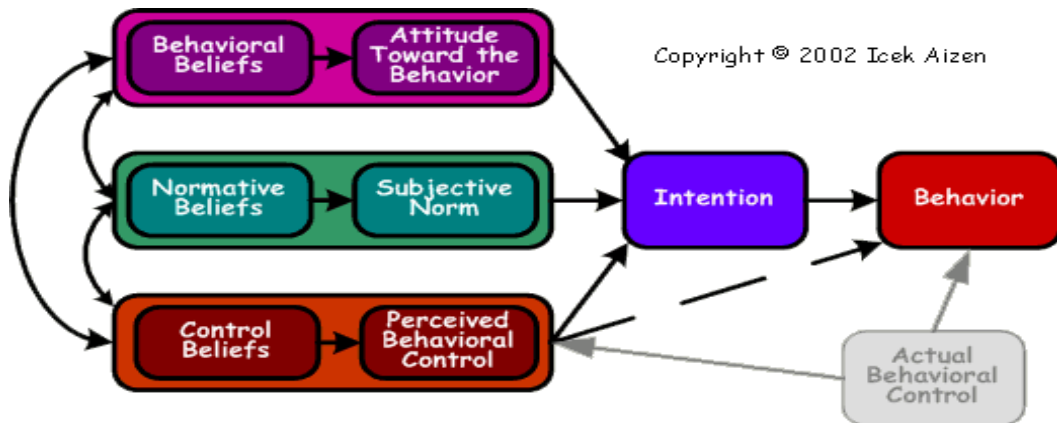 Behavioral
Beliefs
Attitude
Toward the
Behavior
Copyright © 2002 Icek Aizen
Normative
Beliefs
Subjective
Norm
Intention
Behavior
Control
Beliefs
Perceived
Behavioral
Control
Actual
Behavioral
Control